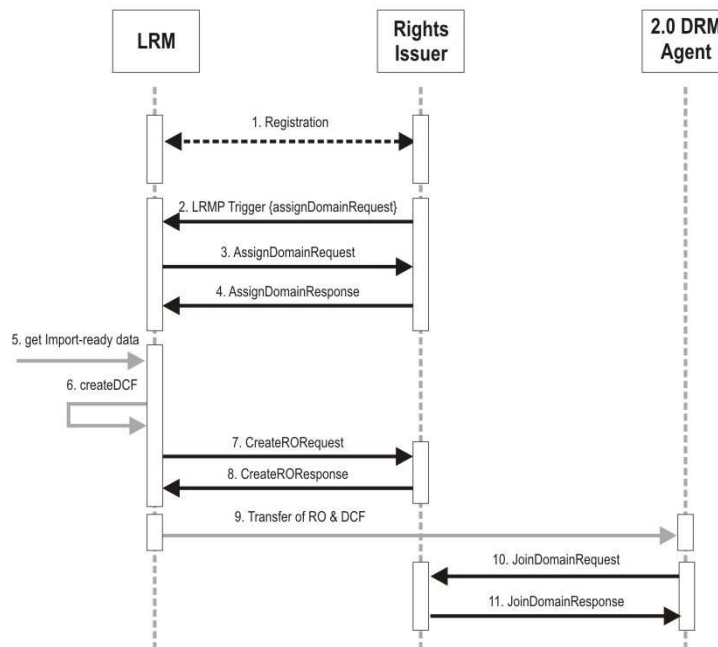 LRM
Rights
Issuer
2.0 DRM
Agent
1. Registration
2. LRMP Trigger {assignDomainRequest}
3. AssignDomainRequest
4. AssignDomainResponse
5. get Import-ready data
6. createDCF
7. CreateRORequest
8. CreateROResponse
9. Transfer of RO & DCF
10. JoinDomainRequest
11. JoinDomainResponse